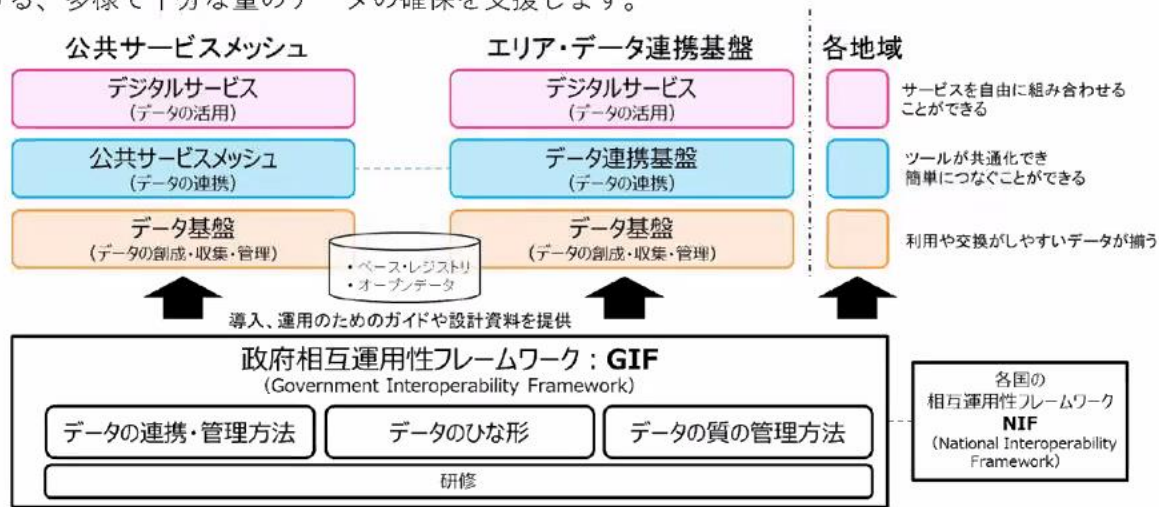 る、多様で十分な量のデータの確保を支援します。
公共サービスメッシュ
エリア・データ連携基盤
各地域
デジタルサービス
(データの活用)
デジタルサービス
(データの活用)
サービスを自由に組み合わせる
ことができる
公共サービスメッシュ
(データの連携)
データ連携基盤
(データの連携)
ツールが共通化でき
簡単につなぐことができる
データ基盤
(データの創成・収集・管理)
データ基盤
(データの創成・収集・管理)
利用や交換がしやすいデータが揃う
・ベース・レジストリ
・オープンデータ
導入、運用のためのガイドや設計資料を提供
政府相互運用性フレームワーク：GIF
(Government Interoperability Framework)
データの連携・管理方法
データのひな形
データの質の管理方法
研修
各国の
相互運用性フレームワーク
NIF
(National Interoperability
Framework)